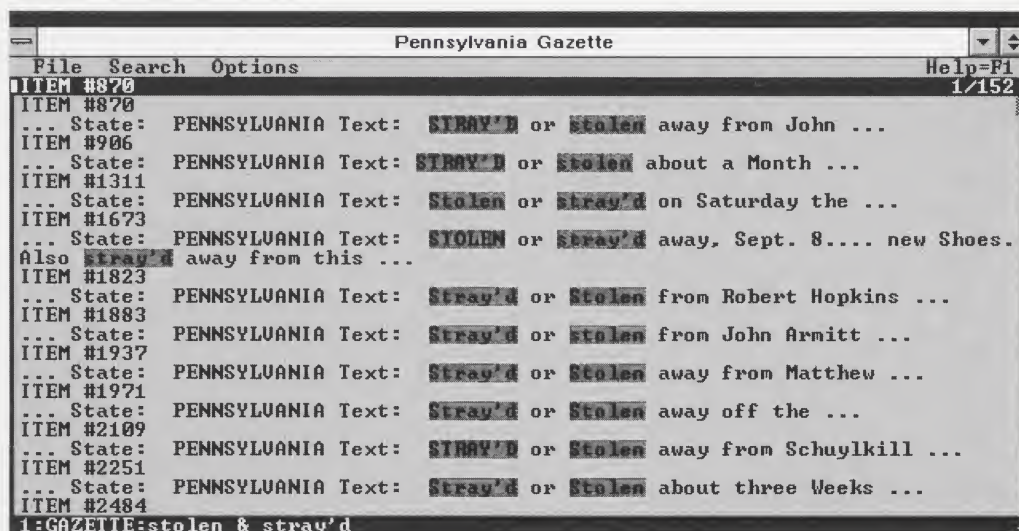 Pennsylvania Gazette
File Search Options Help=F1
ITEM #870 1/152
ITEM #870
... State: PENNSYLVANIA Text: STRAY'D or stolen away from John ...
ITEM #906
... State: PENNSYLVANIA Text: STRAY'D or stolen about a Month ...
ITEM #1311
... State: PENNSYLVANIA Text: Stolen or stray'd on Saturday the ...
ITEM #1673
... State: PENNSYLVANIA Text: STOLEN or stray'd away, Sept. 8.... new Shoes.
Also stray'd away from this ...
ITEM #1823
... State: PENNSYLVANIA Text: Stray'd or Stolen from Robert Hopkins ...
ITEM #1883
... State: PENNSYLVANIA Text: Stray'd or Stolen from John Armitt ...
ITEM #1937
... State: PENNSYLVANIA Text: Stray'd or Stolen away from Matthew ...
ITEM #1971
... State: PENNSYLVANIA Text: Stray'd or Stolen away off the ...
ITEM #2109
... State: PENNSYLVANIA Text: STRAY'D or Stolen away from Schuylkill ...
ITEM #2251
... State: PENNSYLVANIA Text: Stray'd or Stolen about three Weeks ...
ITEM #2484
1:GAZETTE:stolen & stray'd